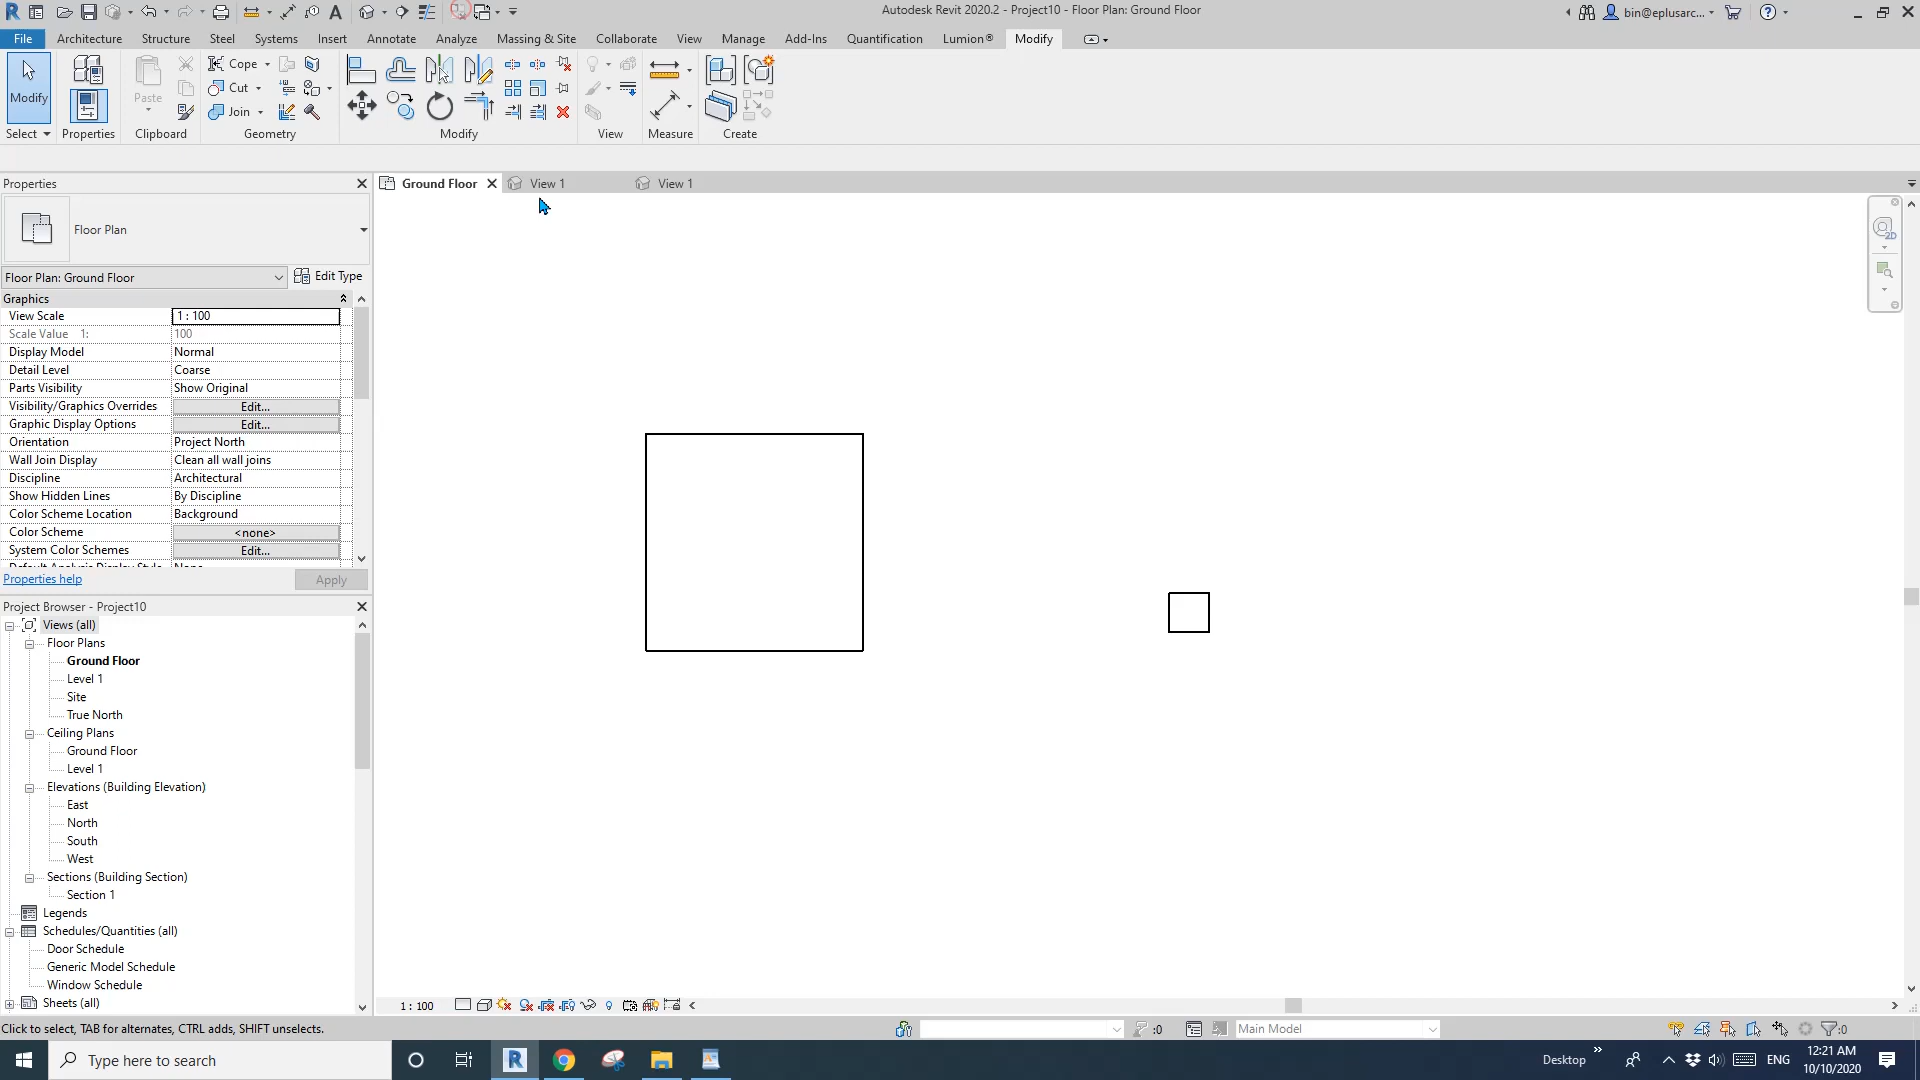 Autodesk Revit 2020.2 - Project10 - Floor Plan: Ground Floor
bin@eplusarc...
File Architecture Structure Steel Systems Insert Annotate Analyze Massing & Site Collaborate View Manage Add-Ins Quantification Lumion® Modify
Modify
Paste
Cope
Cut
Join
Select
Properties
Clipboard
Geometry
Modify
View
Measure
Create
Properties
Ground Floor
View 1
View 1
Floor Plan
Floor Plan: Ground Floor
Edit Type
Graphics
View Scale 1 : 100
Scale Value 1: 100
Display Model Normal
Detail Level Coarse
Parts Visibility Show Original
Visibility/Graphics Overrides Edit...
Graphic Display Options Edit...
Orientation Project North
Wall Join Display Clean all wall joins
Discipline Architectural
Show Hidden Lines By Discipline
Color Scheme Location Background
Color Scheme <none>
System Color Schemes Edit...
Default Analysis Display Style None
Properties help
Apply
Project Browser - Project10
Views (all)
Floor Plans
Ground Floor
Level 1
Site
True North
Ceiling Plans
Ground Floor
Level 1
Elevations (Building Elevation)
East
North
South
West
Sections (Building Section)
Section 1
Legends
Schedules/Quantities (all)
Door Schedule
Generic Model Schedule
Window Schedule
Sheets (all)
2D
1 : 100
Click to select, TAB for alternates, CTRL adds, SHIFT unselects.
:0
Main Model
:0
Type here to search
Desktop
ENG
12:21 AM
10/10/2020